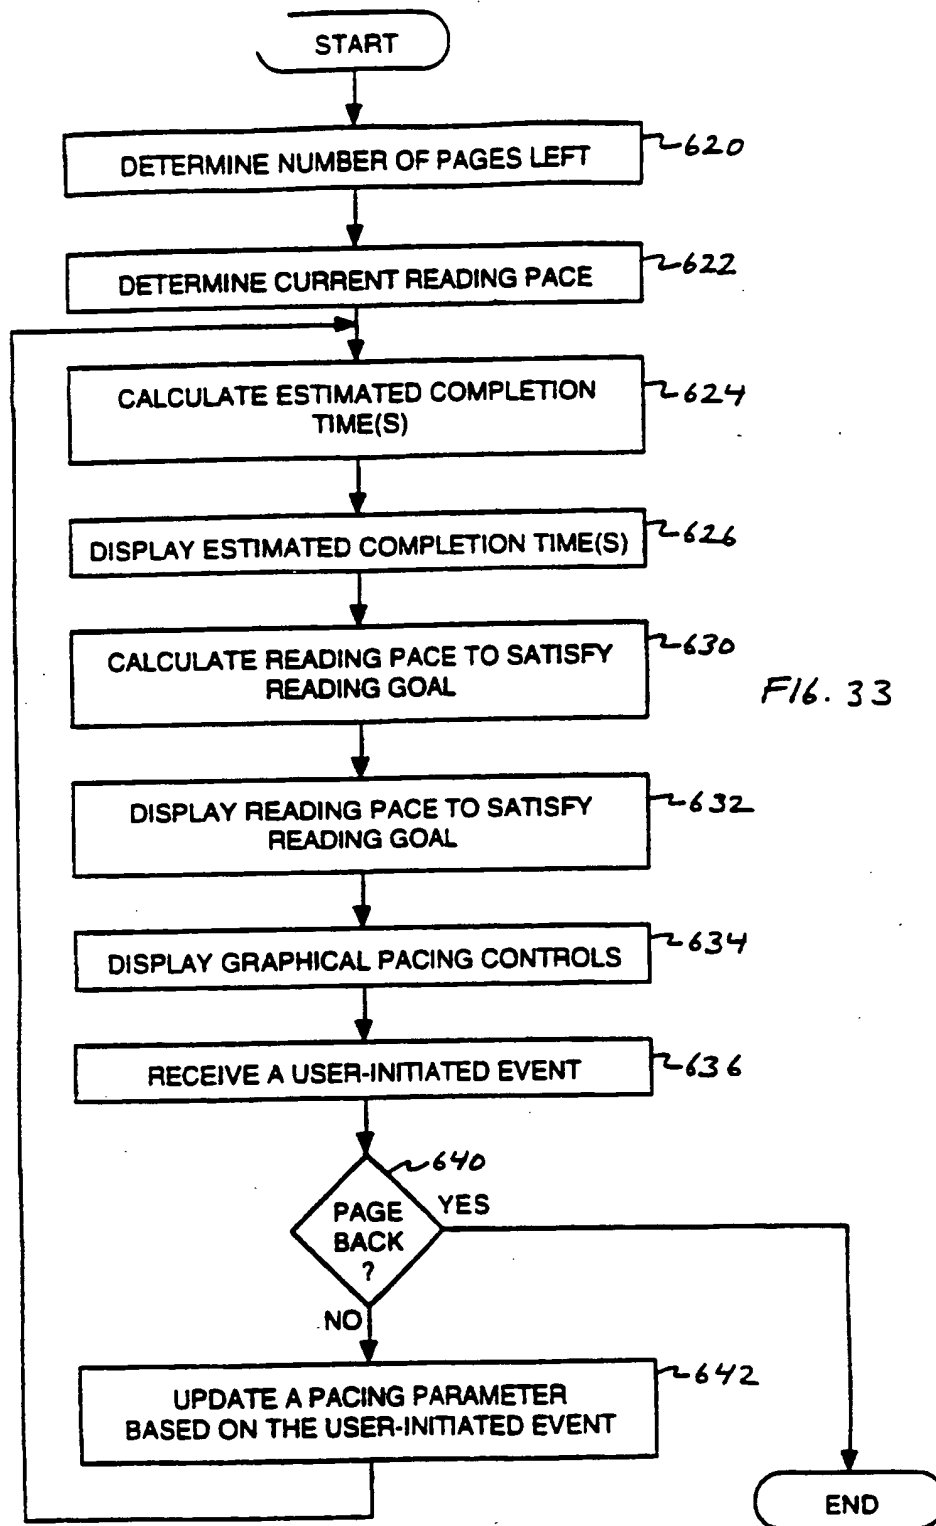 START
DETERMINE NUMBER OF PAGES LEFT
620
DETERMINE CURRENT READING PACE
622
CALCULATE ESTIMATED COMPLETION
TIME(S)
624
DISPLAY ESTIMATED COMPLETION TIME(S)
626
CALCULATE READING PACE TO SATISFY
READING GOAL
630
FIG. 33
DISPLAY READING PACE TO SATISFY
READING GOAL
632
DISPLAY GRAPHICAL PACING CONTROLS
634
RECEIVE A USER-INITIATED EVENT
636
640
PAGE
BACK
?
YES
NO
UPDATE A PACING PARAMETER
BASED ON THE USER-INITIATED EVENT
642
END